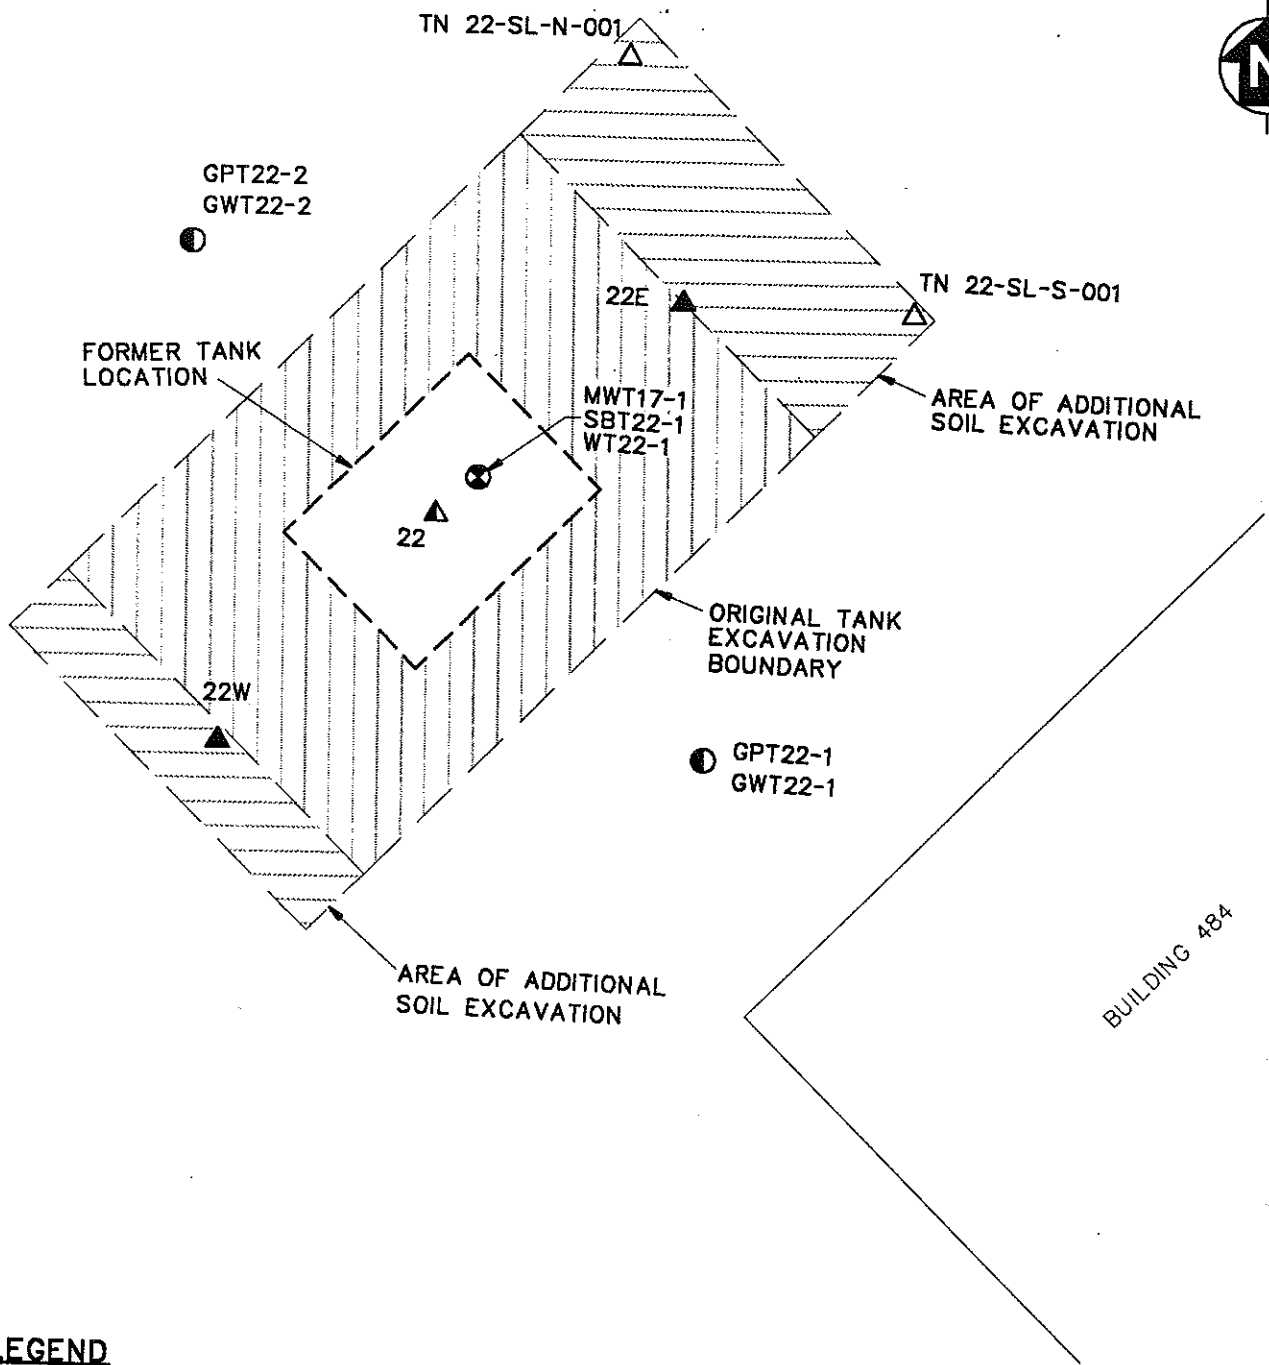 TN 22-SL-N-001
N
GPT22-2
GWT22-2
22E
TN 22-SL-S-001
FORMER TANK
LOCATION
MWT17-1
SBT22-1
WT22-1
AREA OF ADDITIONAL
SOIL EXCAVATION
22
ORIGINAL TANK
EXCAVATION
BOUNDARY
22W
GPT22-1
GWT22-1
BUILDING 484
AREA OF ADDITIONAL
SOIL EXCAVATION
LEGEND